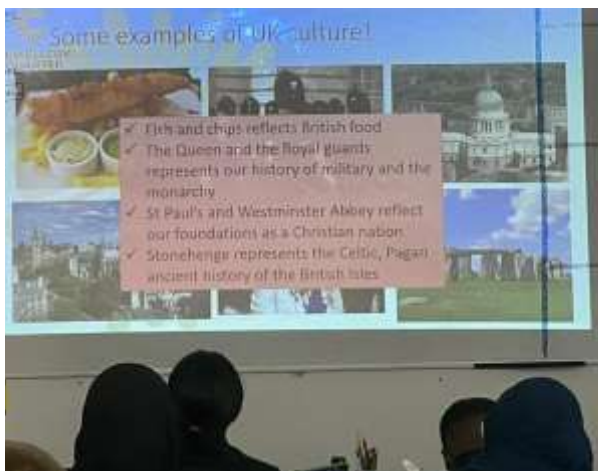 Some examples of UK culture!
✓ Fish and chips reflects British food
✓ The Queen and the Royal guards
represents our history of military and the
monarchy
✓ St Paul's and Westminster Abbey reflect
our foundations as a Christian nation
✓ Stonehenge represents the Celtic, Pagan
ancient history of the British Isles